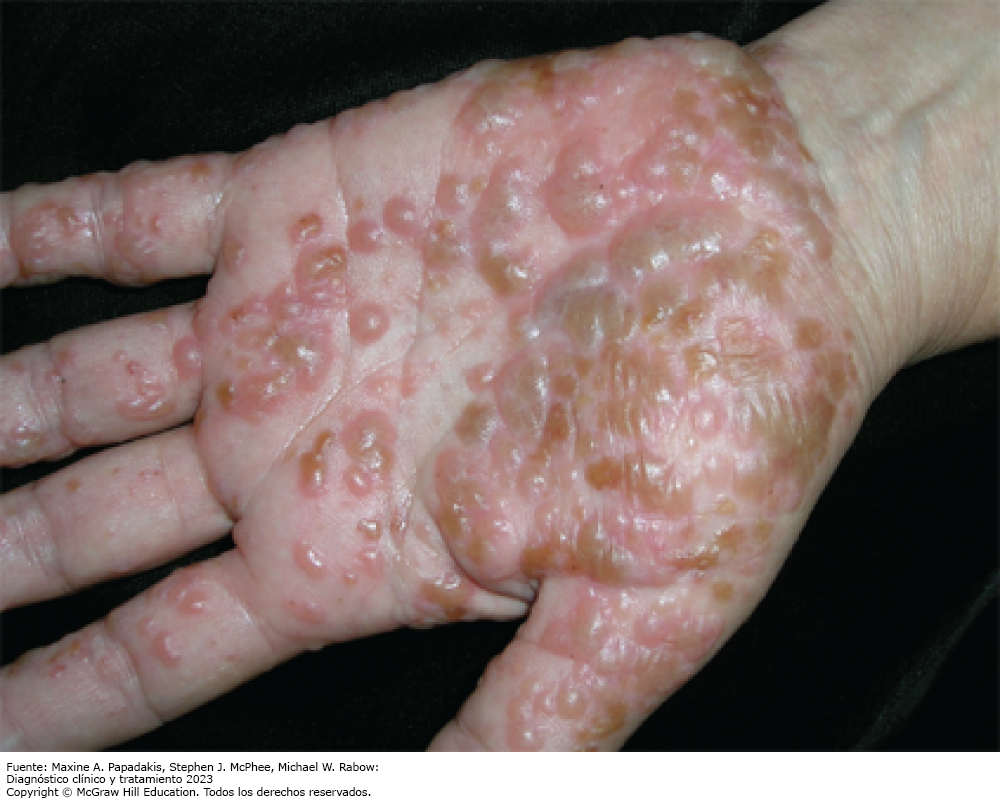 Fuente: Maxine A. Papadakis, Stephen J. McPhee, Michael W. Rabow:
Diagnóstico clínico y tratamiento 2023
Copyright © McGraw Hill Education. Todos los derechos reservados.